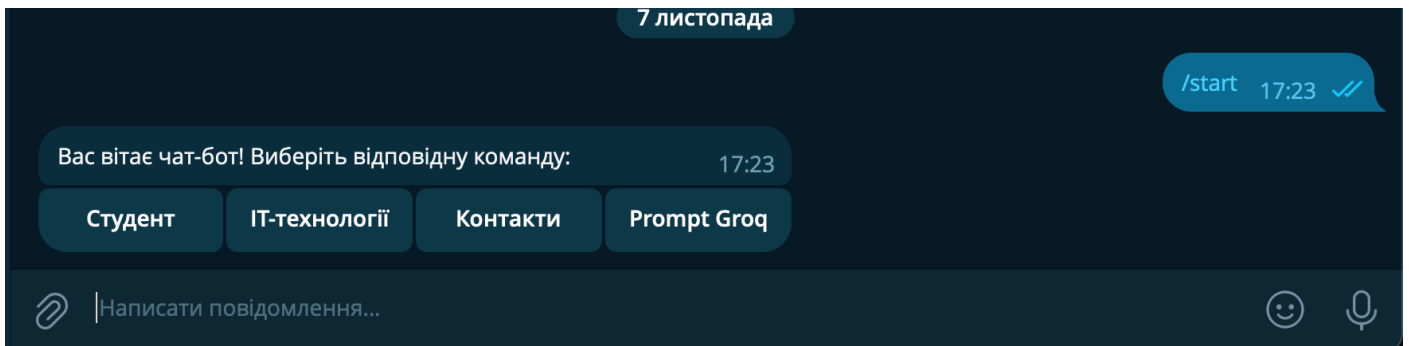 7 листопада
/start 17:23
Вас вітає чат-бот! Виберіть відповідну команду: 17:23
Студент ІТ-технології Контакти Prompt Groq
Написати повідомлення...